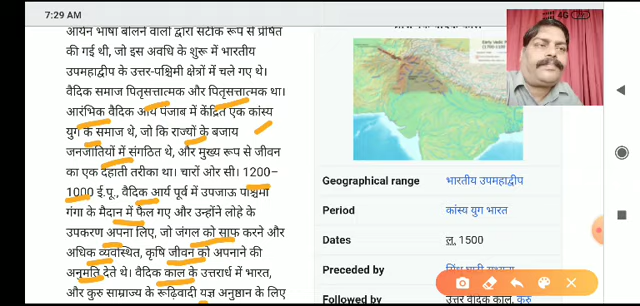 7:29 AM
4G
आर्यन भाषा बोलने वालों द्वारा सटीक रूप से प्रेषित
की गई थी, जो इस अवधि के शुरू में भारतीय
उपमहाद्वीप के उत्तर-पश्चिमी क्षेत्रों में चले गए थे।
वैदिक समाज पितृसत्तात्मक और पितृसत्तात्मक था।
आरंभिक वैदिक आर्य पंजाब में केंद्रित एक कांस्य
युग के समाज थे, जो कि राज्यों के बजाय
जनजातियों में संगठित थे, और मुख्य रूप से जीवन
का एक देहाती तरीका था। चारों ओर सी। 1200–
1000 ई.पू., वैदिक आर्य पूर्व में उपजाऊ पश्चिमी
गंगा के मैदान में फैल गए और उन्होंने लोहे के
उपकरण अपना लिए, जो जंगल को साफ करने और
अधिक व्यवस्थित, कृषि जीवन को अपनाने की
अनुमति देते थे। वैदिक काल के उत्तरार्ध में भारत,
और कुरु साम्राज्य के रूढ़िवादी यज्ञ अनुष्ठान के लिए
Geographical range भारतीय उपमहाद्वीप
Period कांस्य युग भारत
Dates लृ. 1500
Preceded by
Followed by उत्तर वैदिक काल, कुरु